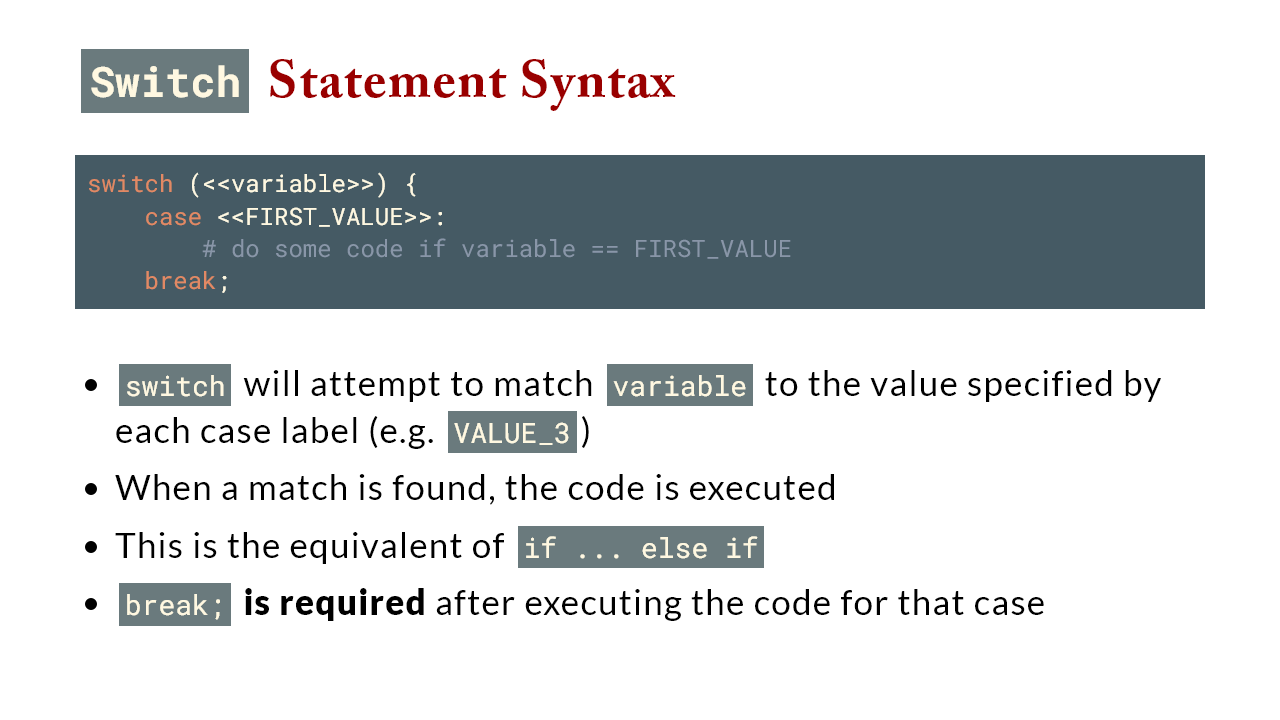 Switch Statement Syntax
switch (<<variable>>) {
    case <<FIRST_VALUE>>:
        # do some code if variable == FIRST_VALUE
    break;
• switch will attempt to match variable to the value specified by
each case label (e.g. VALUE_3)
• When a match is found, the code is executed
• This is the equivalent of if ... else if
• break; is required after executing the code for that case